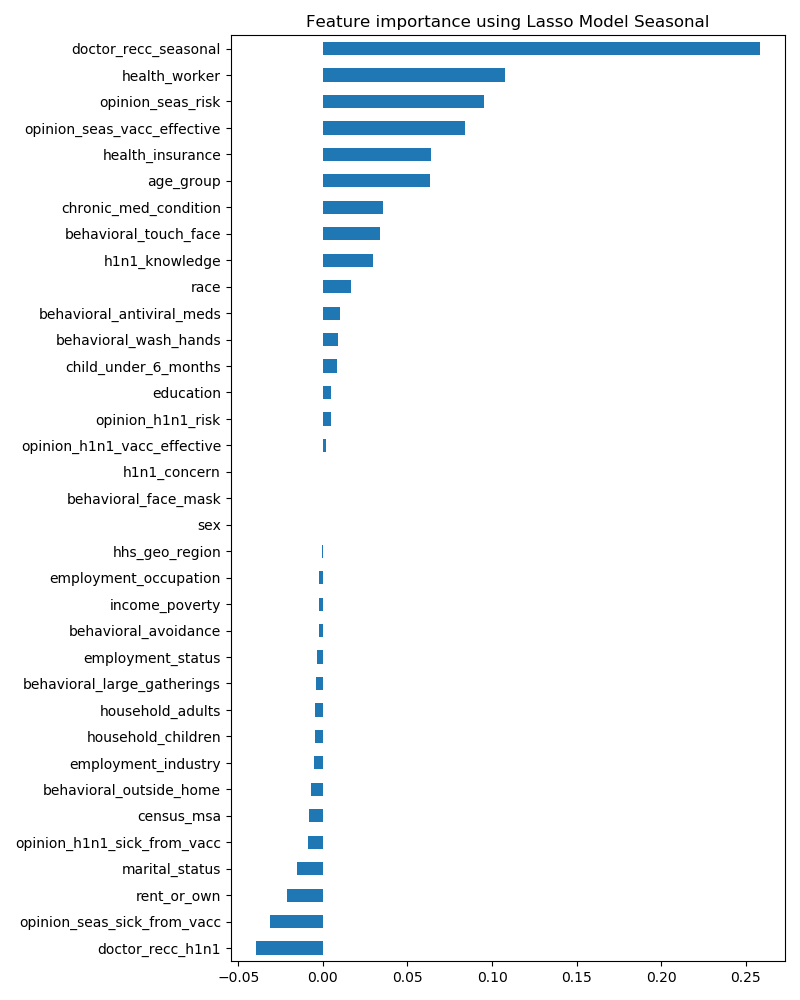 Feature importance using Lasso Model Seasonal
doctor_recc_seasonal
health_worker
opinion_seas_risk
opinion_seas_vacc_effective
health_insurance
age_group
chronic_med_condition
behavioral_touch_face
h1n1_knowledge
race
behavioral_antiviral_meds
behavioral_wash_hands
child_under_6_months
education
opinion_h1n1_risk
opinion_h1n1_vacc_effective
h1n1_concern
behavioral_face_mask
sex
hhs_geo_region
employment_occupation
income_poverty
behavioral_avoidance
employment_status
behavioral_large_gatherings
household_adults
household_children
employment_industry
behavioral_outside_home
census_msa
opinion_h1n1_sick_from_vacc
marital_status
rent_or_own
opinion_seas_sick_from_vacc
doctor_recc_h1n1
−0.05 0.00 0.05 0.10 0.15 0.20 0.25